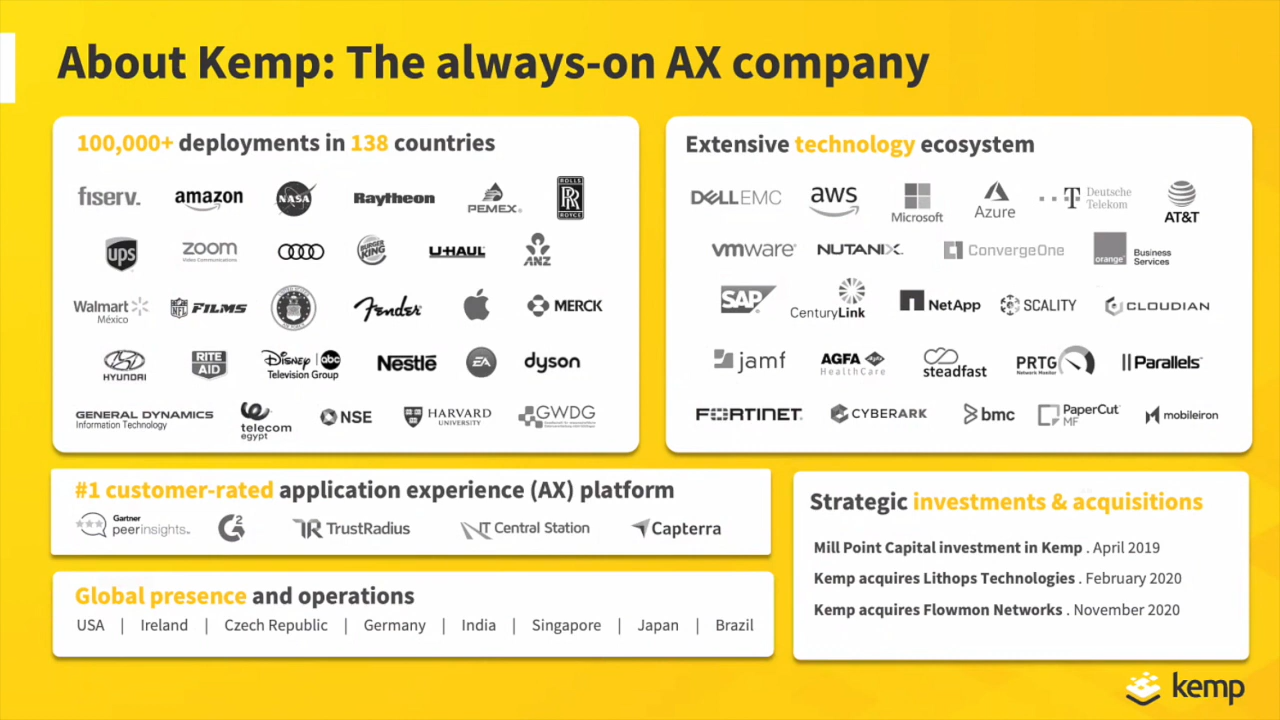 About Kemp: The always-on AX company
100,000+ deployments in 138 countries
fiserv. amazon NASA Raytheon PEMEX® ROLLS RR ROYCE
ups zoom Video Communications BURGER KING U-HAUL ANZ
Walmart México NFL FILMS Fender MERCK
HYUNDAI RITE AID Disney | abc Television Group Nestlé EA dyson
GENERAL DYNAMICS Information Technology telecom egypt NSE HARVARD UNIVERSITY GWDG
Extensive technology ecosystem
DELL EMC aws Microsoft Azure T Deutsche Telekom AT&T
vmware® NUTANIX ConvergeOne orange™ Business Services
SAP CenturyLink NetApp SCALITY CLOUDIAN
jamf AGFA HealthCare steadfast PRTG Network Monitor Parallels
FORTINET CYBERARK bmc PaperCut MF mobileiron
#1 customer-rated application experience (AX) platform
Gartner peerinsights. G2 TrustRadius IT Central Station Capterra
Strategic investments & acquisitions
Mill Point Capital investment in Kemp . April 2019
Kemp acquires Lithops Technologies . February 2020
Kemp acquires Flowmon Networks . November 2020
Global presence and operations
USA | Ireland | Czech Republic | Germany | India | Singapore | Japan | Brazil
kemp